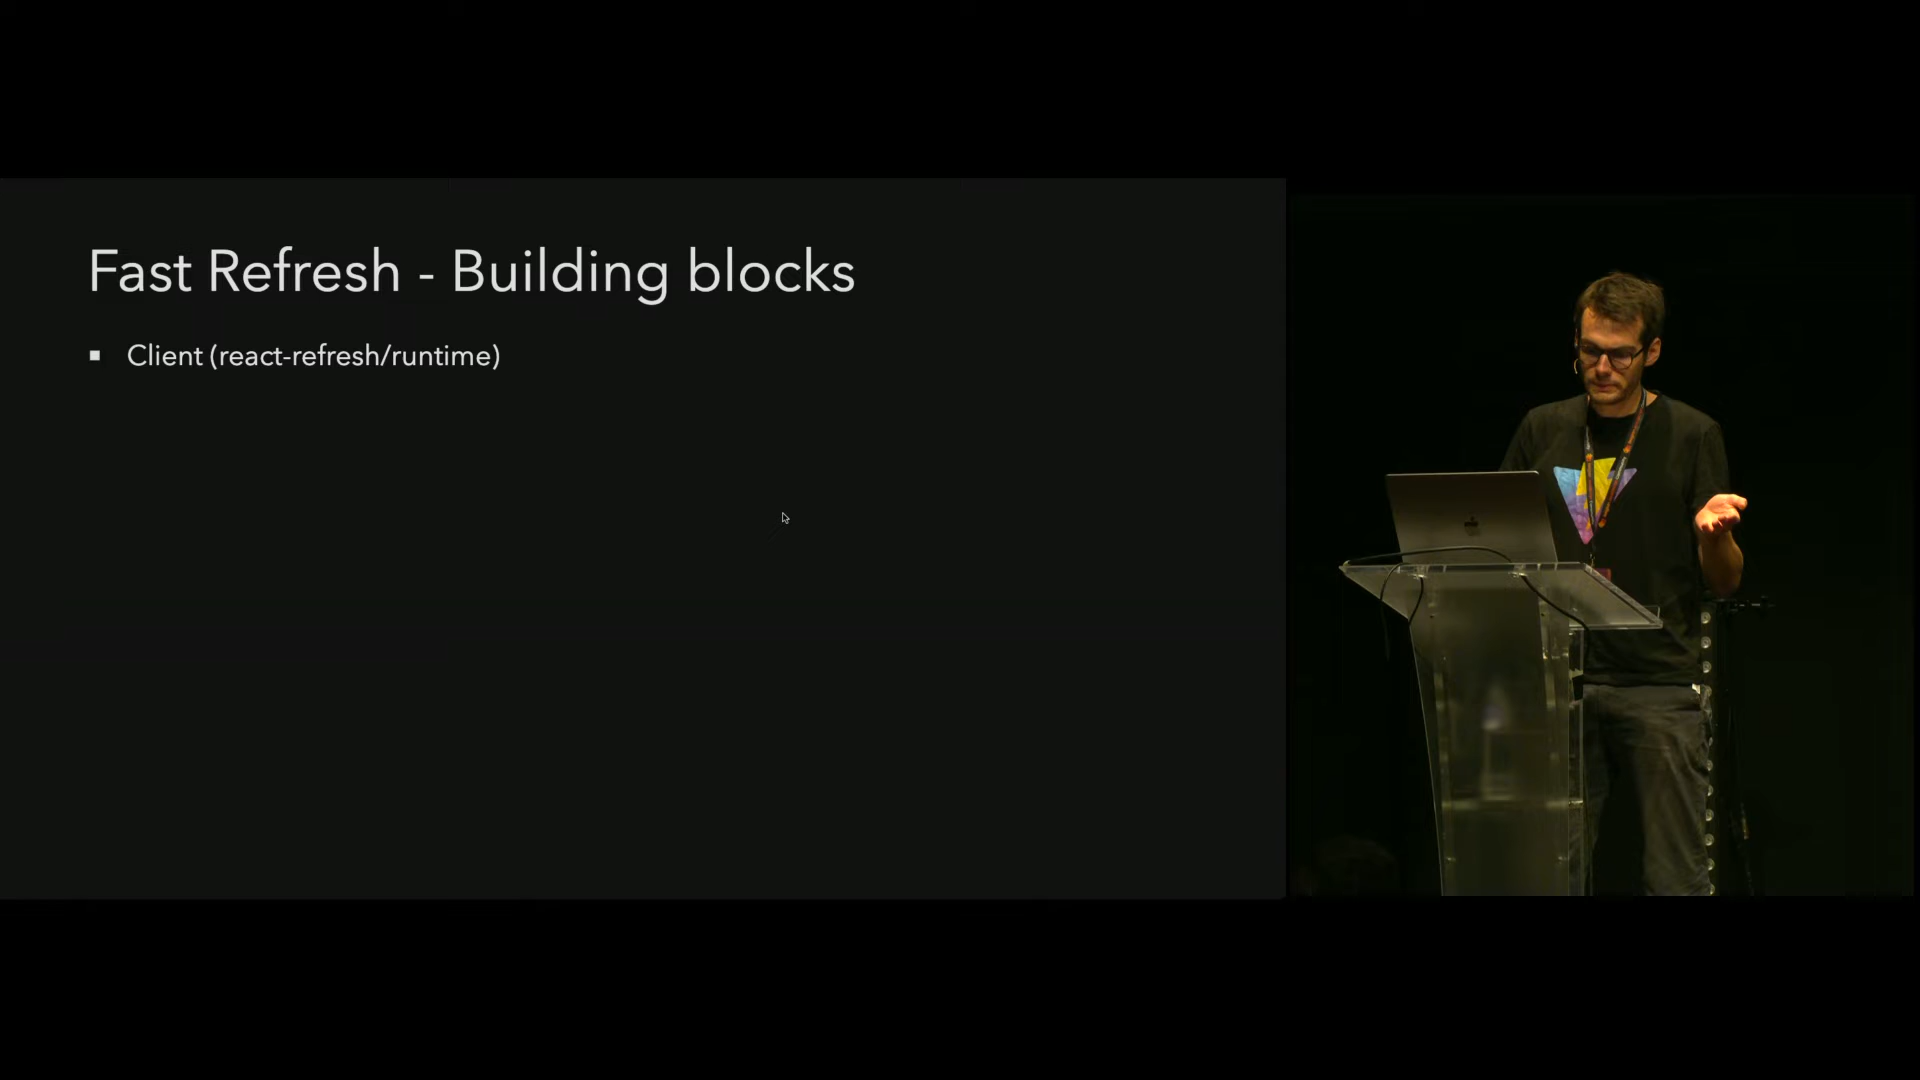 Fast Refresh - Building blocks
▪ Client (react-refresh/runtime)